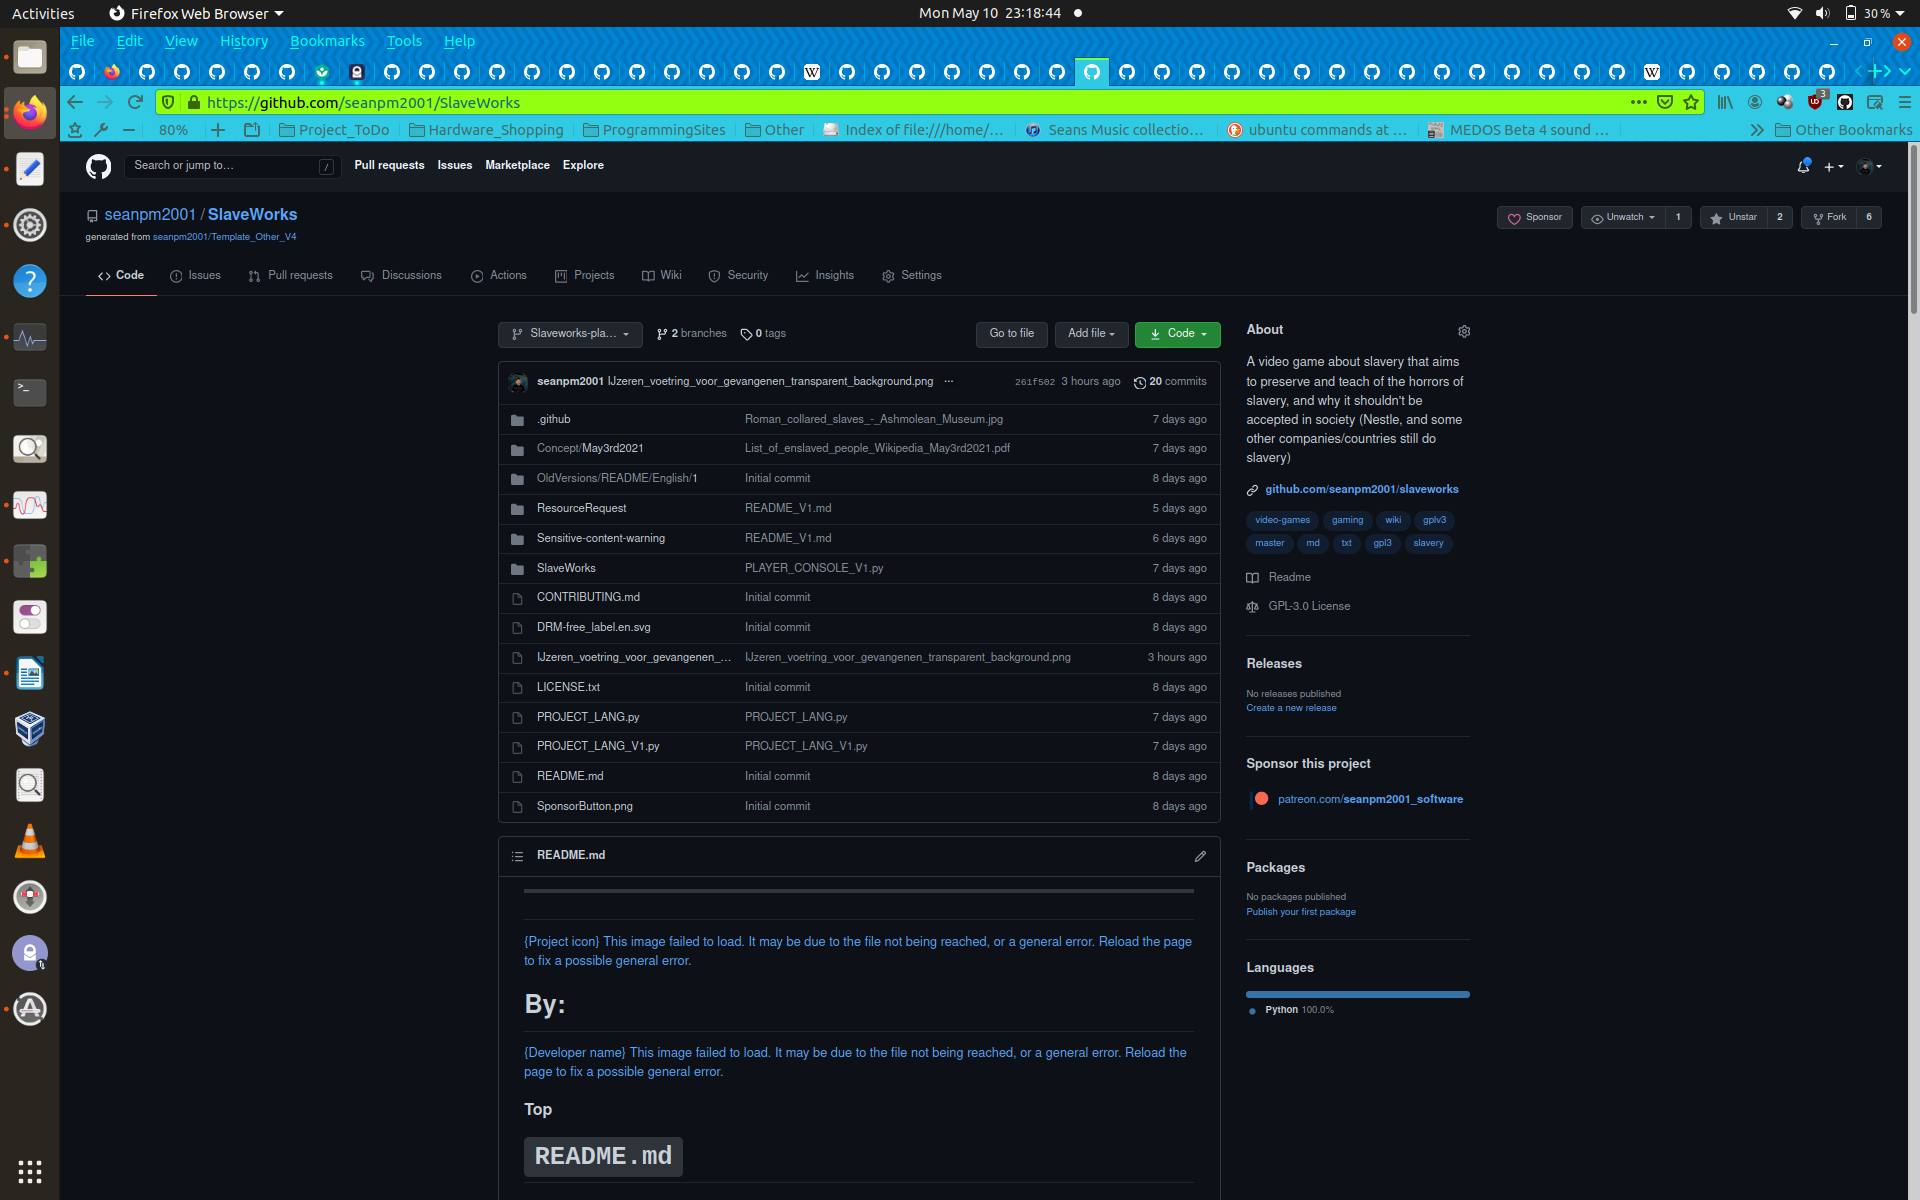 Activities
Firefox Web Browser
Mon May 10 23:18:44
30 %
File Edit View History Bookmarks Tools Help
https://github.com/seanpm2001/SlaveWorks
3
80%
Project_ToDo
Hardware_Shopping
ProgrammingSites
Other
Index of file:///home/...
Seans Music collectio...
ubuntu commands at ...
MEDOS Beta 4 sound ...
Other Bookmarks
Search or jump to...
/
Pull requests Issues Marketplace Explore
seanpm2001 / SlaveWorks
generated from seanpm2001/Template_Other_V4
Sponsor
Unwatch 1
Unstar 2
Fork 6
Code Issues Pull requests Discussions Actions Projects Wiki Security Insights Settings
Slaveworks-pla...
2 branches
0 tags
Go to file
Add file
Code
seanpm2001 IJzeren_voetring_voor_gevangenen_transparent_background.png ... 261f502 3 hours ago 20 commits
.github Roman_collared_slaves_-_Ashmolean_Museum.jpg 7 days ago
Concept/May3rd2021 List_of_enslaved_people_Wikipedia_May3rd2021.pdf 7 days ago
OldVersions/README/English/1 Initial commit 8 days ago
ResourceRequest README_V1.md 5 days ago
Sensitive-content-warning README_V1.md 6 days ago
SlaveWorks PLAYER_CONSOLE_V1.py 7 days ago
CONTRIBUTING.md Initial commit 8 days ago
DRM-free_label.en.svg Initial commit 8 days ago
IJzeren_voetring_voor_gevangenen_... IJzeren_voetring_voor_gevangenen_transparent_background.png 3 hours ago
LICENSE.txt Initial commit 8 days ago
PROJECT_LANG.py PROJECT_LANG.py 7 days ago
PROJECT_LANG_V1.py PROJECT_LANG_V1.py 7 days ago
README.md Initial commit 8 days ago
SponsorButton.png Initial commit 8 days ago
README.md
{Project icon} This image failed to load. It may be due to the file not being reached, or a general error. Reload the page
to fix a possible general error.
By:
{Developer name} This image failed to load. It may be due to the file not being reached, or a general error. Reload the
page to fix a possible general error.
Top
README.md
About
A video game about slavery that aims
to preserve and teach of the horrors of
slavery, and why it shouldn't be
accepted in society (Nestle, and some
other companies/countries still do
slavery)
github.com/seanpm2001/slaveworks
video-games gaming wiki gplv3
master md txt gpl3 slavery
Readme
GPL-3.0 License
Releases
No releases published
Create a new release
Sponsor this project
patreon.com/seanpm2001_software
Packages
No packages published
Publish your first package
Languages
Python 100.0%